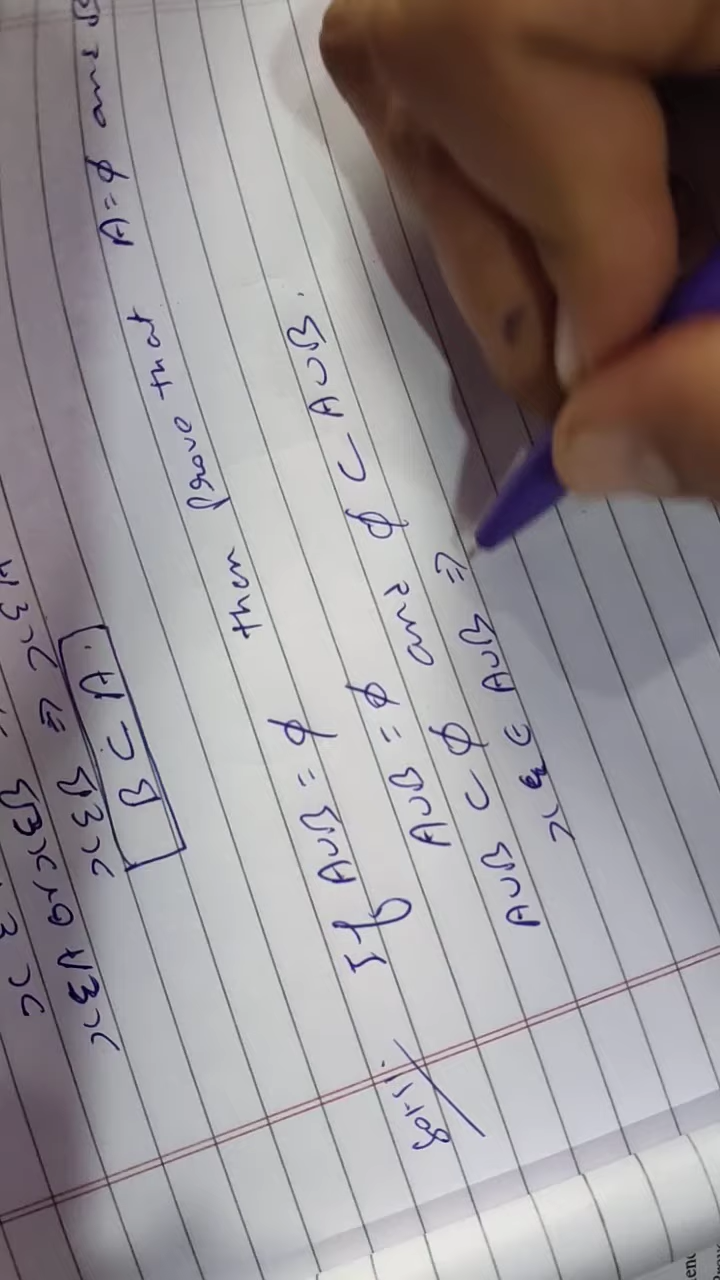 x ∈
x∈A or x∈B
x∈B ⇒ x∈A
B ⊂ A.
Sol:- If A∪B = φ then prove that A = φ and B
A∪B = φ and φ ⊂ A∪B.
A∪B ⊂ φ
x ∈ A∪B ⇒